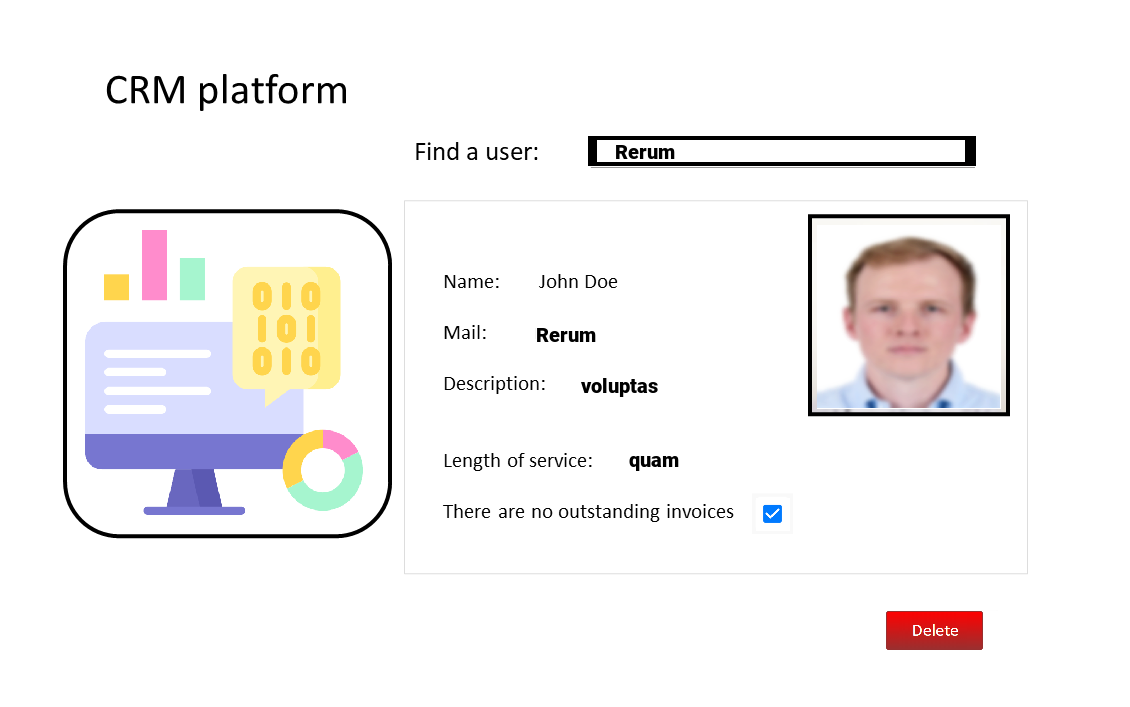 CRM platform
Find a user: Rerum
010
101
010
Name: John Doe
Mail: Rerum
Description: voluptas
Length of service: quam
There are no outstanding invoices
Delete